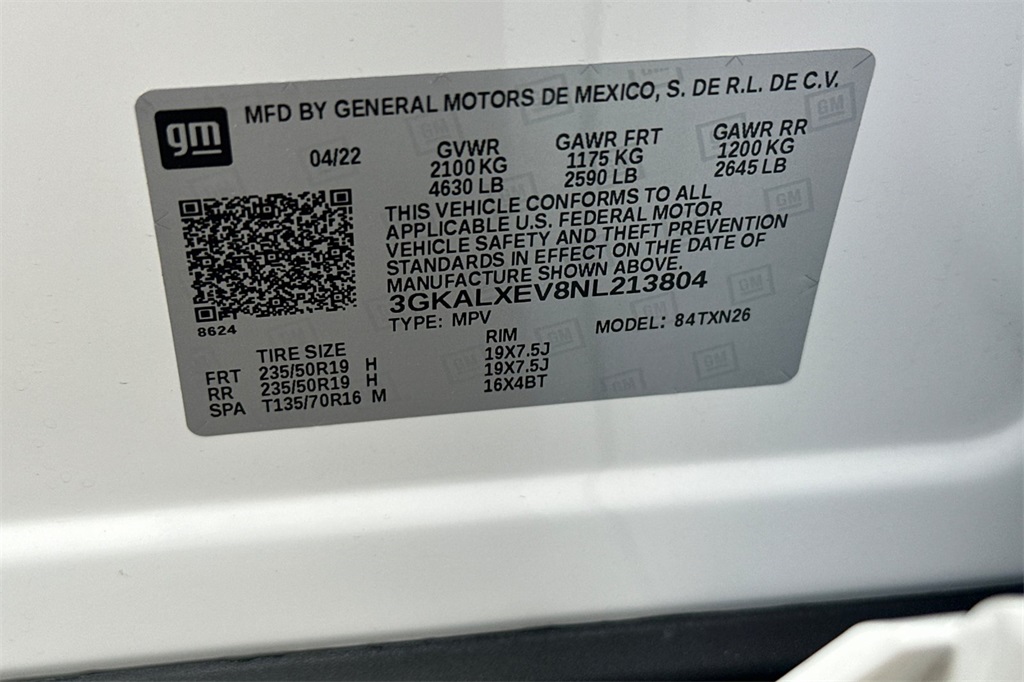 gm
MFD BY GENERAL MOTORS DE MEXICO, S. DE R.L. DE C.V.
04/22
GVWR GAWR FRT GAWR RR
2100 KG 1175 KG 1200 KG
4630 LB 2590 LB 2645 LB
THIS VEHICLE CONFORMS TO ALL
APPLICABLE U.S. FEDERAL MOTOR
VEHICLE SAFETY AND THEFT PREVENTION
STANDARDS IN EFFECT ON THE DATE OF
MANUFACTURE SHOWN ABOVE.
3GKALXEV8NL213804
8624
TYPE: MPV MODEL: 84TXN26
TIRE SIZE RIM
FRT 235/50R19 H 19X7.5J
RR 235/50R19 H 19X7.5J
SPA T135/70R16 M 16X4BT